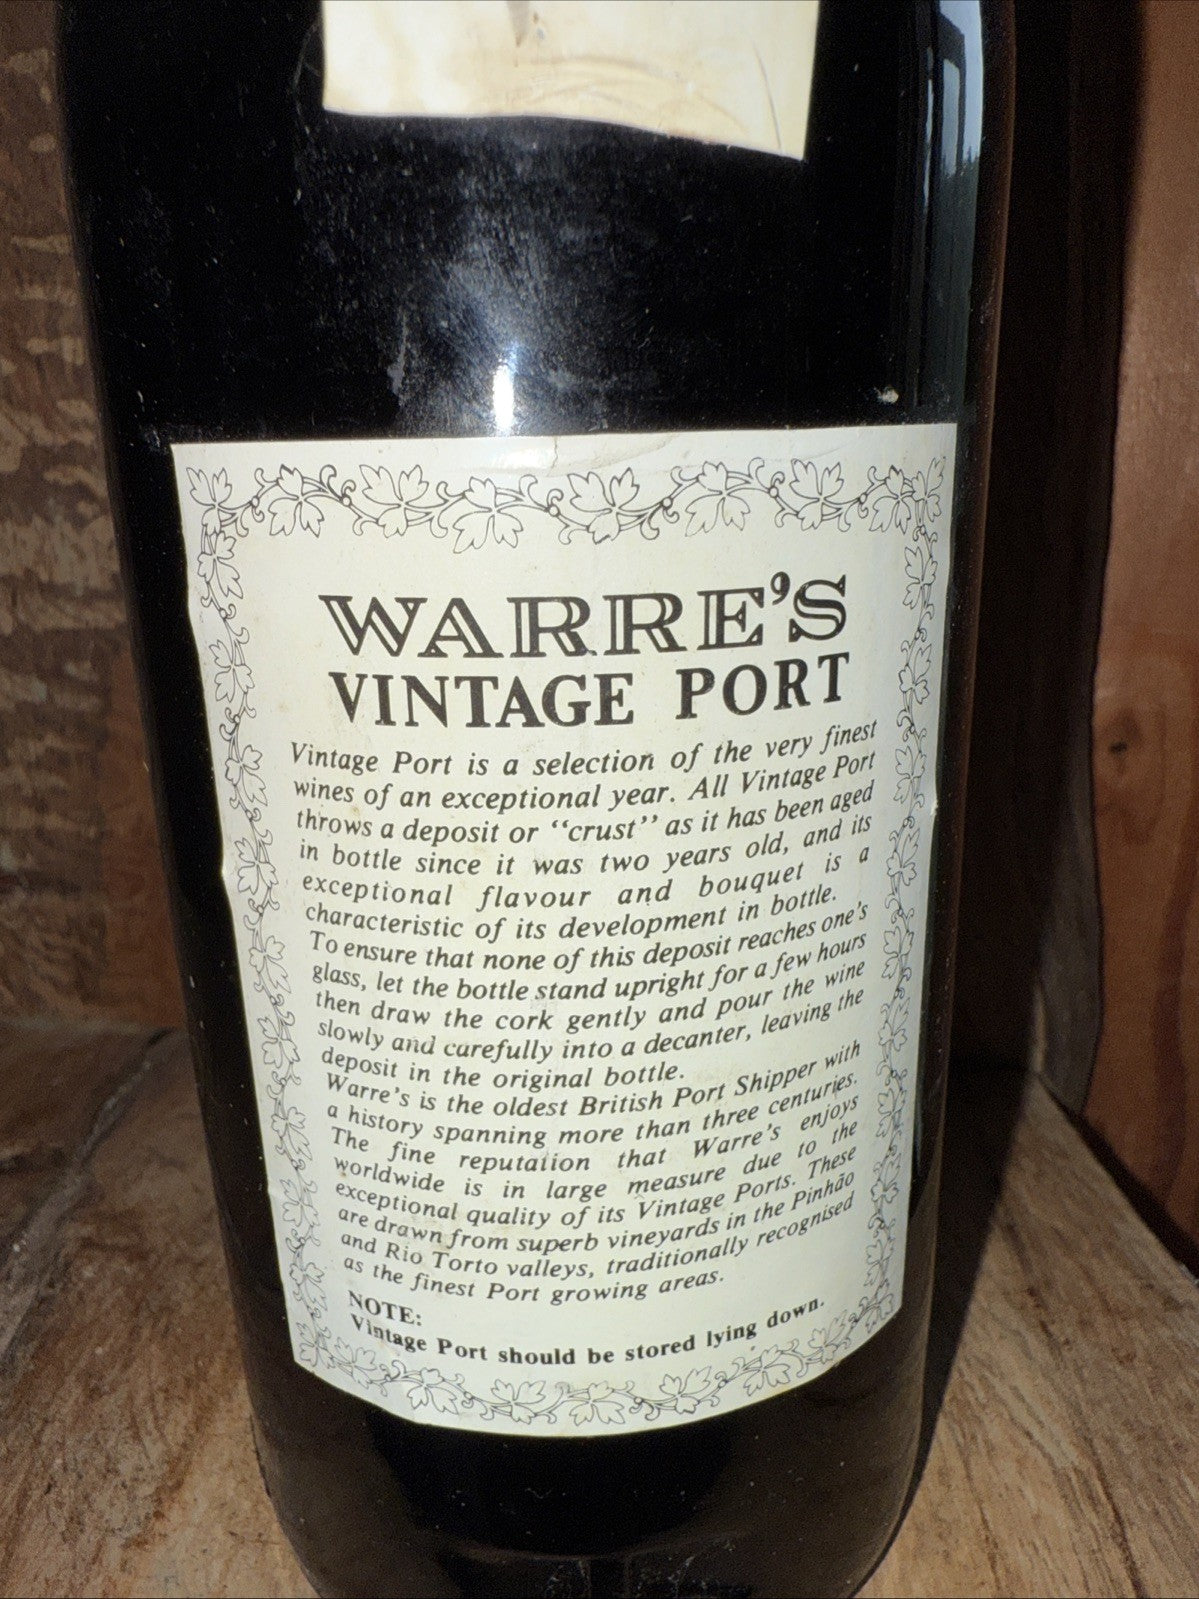 WARRE'S
VINTAGE PORT
Vintage Port is a selection of the very finest
wines of an exceptional year. All Vintage Port
throws a deposit or “crust” as it has been aged
in bottle since it was two years old, and its
exceptional flavour and bouquet is a
characteristic of its development in bottle.
To ensure that none of this deposit reaches one's
glass, let the bottle stand upright for a few hours
then draw the cork gently and pour the wine
slowly and carefully into a decanter, leaving the
deposit in the original bottle.
Warre's is the oldest British Port Shipper with
a history spanning more than three centuries.
The fine reputation that Warre's enjoys
worldwide is in large measure due to the
exceptional quality of its Vintage Ports. These
are drawn from superb vineyards in the Pinhão
and Rio Torto valleys, traditionally recognised
as the finest Port growing areas.
NOTE:
Vintage Port should be stored lying down.